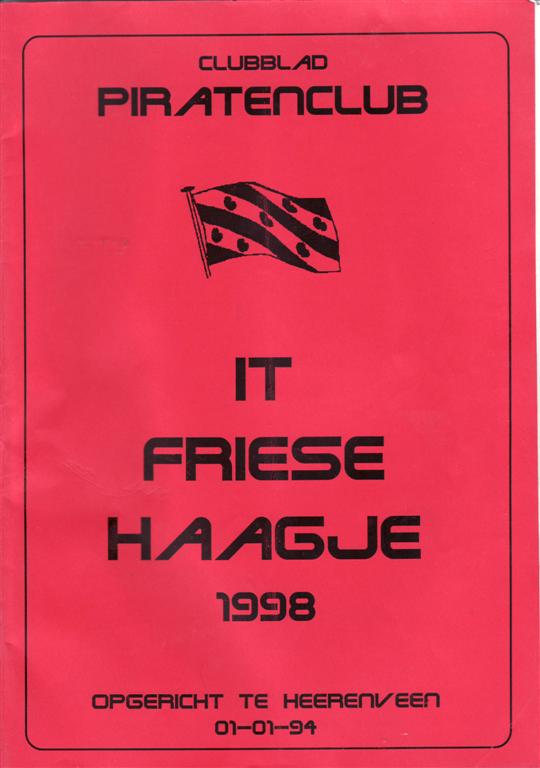 CLUBBLAD
PIRATENCLUB
IT
FRIESE
HAAGJE
1998
OPGERICHT TE HEERENVEEN
01-01-94